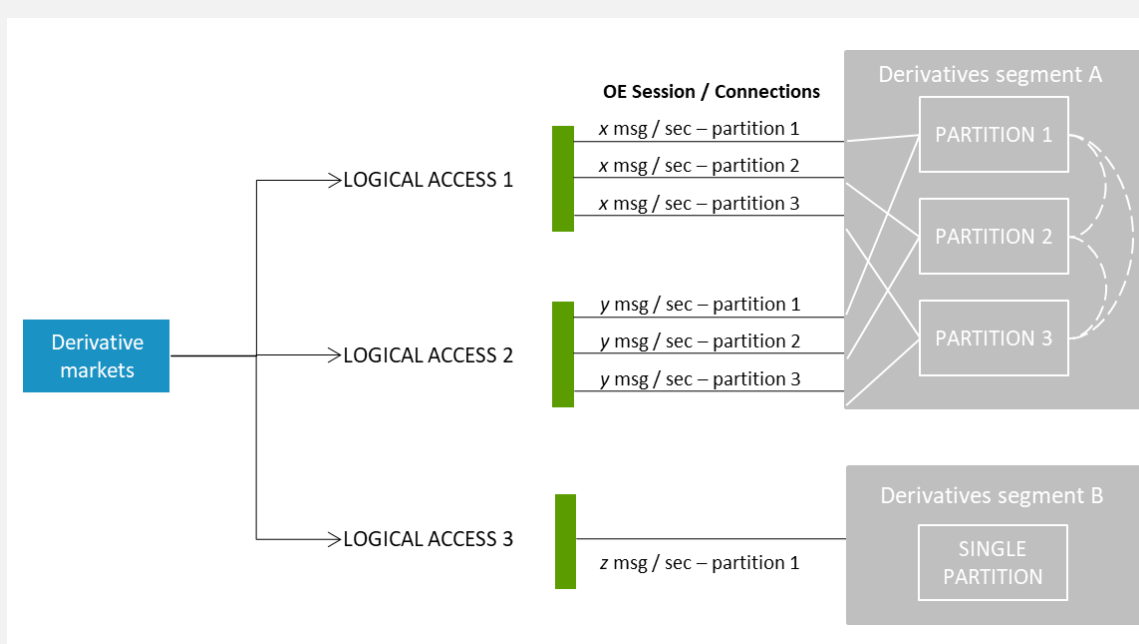 OE Session / Connections
Derivatives segment A
x msg / sec – partition 1
PARTITION 1
LOGICAL ACCESS 1
x msg / sec – partition 2
x msg / sec – partition 3
PARTITION 2
y msg / sec – partition 1
Derivative
markets
LOGICAL ACCESS 2
y msg / sec – partition 2
PARTITION 3
y msg / sec – partition 3
Derivatives segment B
LOGICAL ACCESS 3
z msg / sec – partition 1
SINGLE
PARTITION